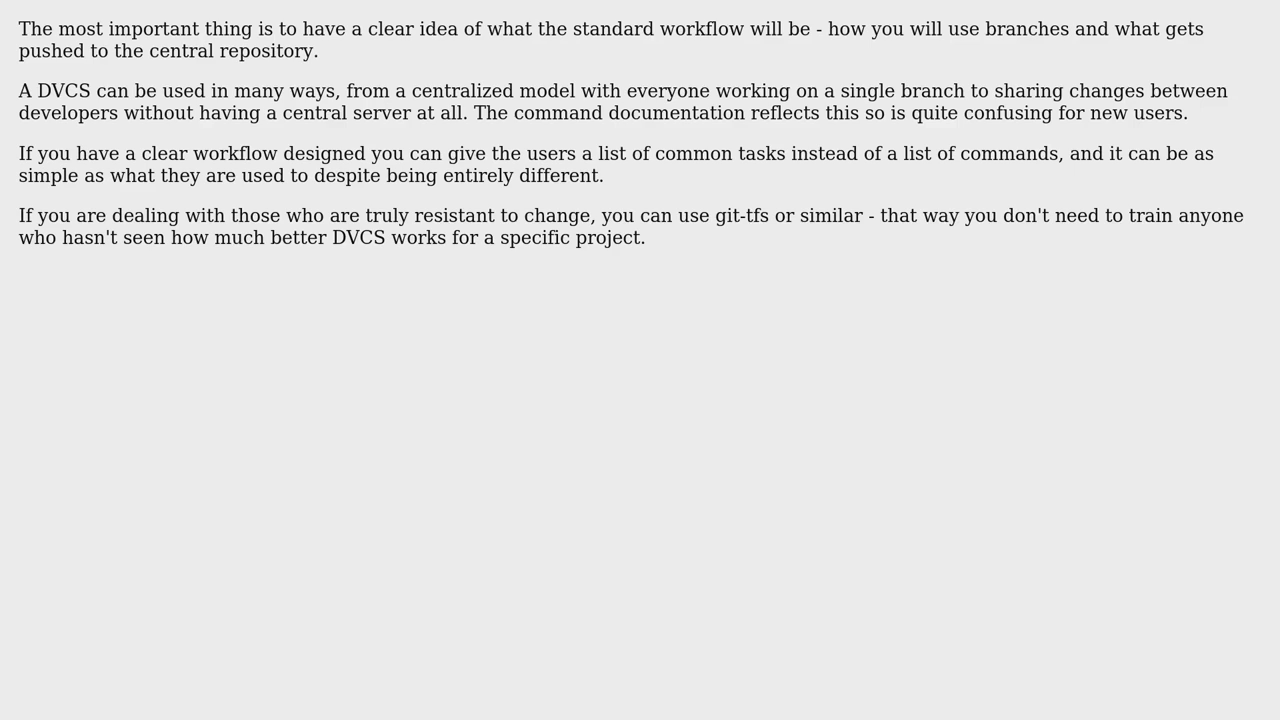 The most important thing is to have a clear idea of what the standard workflow will be - how you will use branches and what gets
pushed to the central repository.
A DVCS can be used in many ways, from a centralized model with everyone working on a single branch to sharing changes between
developers without having a central server at all. The command documentation reflects this so is quite confusing for new users.
If you have a clear workflow designed you can give the users a list of common tasks instead of a list of commands, and it can be as
simple as what they are used to despite being entirely different.
If you are dealing with those who are truly resistant to change, you can use git-tfs or similar - that way you don't need to train anyone
who hasn't seen how much better DVCS works for a specific project.